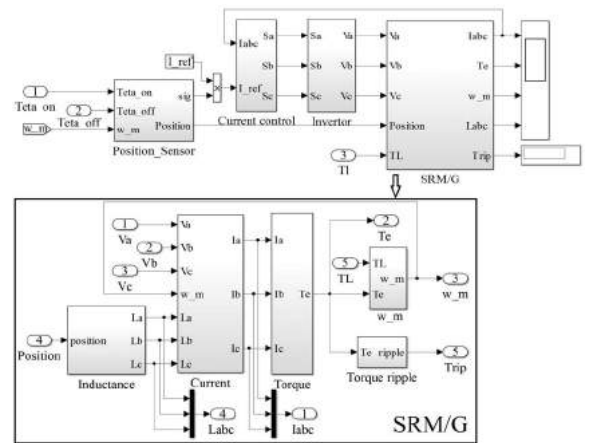 Iabc
Sa
Sb
Sc
I_ref
Current control
Sa
Sb
Sc
Va
Vb
Vc
Invertor
Va
Vb
Vc
Position
TL
Iabc
Te
w_m
Labc
Trip
SRM/G
I_ref
×
1
Teta on
2
Teta off
w_m
Teta_on
Teta_off
w_m
sig
Position
Position_Sensor
3
Tl
1
Va
2
Vb
3
Vc
4
Position
position
La
Lb
Lc
Inductance
Va
Vb
Vc
w_m
La
Lb
Lc
Ia
Ib
Ic
Current
Ia
Ib
Ic
Te
Torque
2
Te
5
TL
TL
Te
w_m
w_m
3
w_m
Te ripple
Torque ripple
5
Trip
4
Labc
1
Iabc
SRM/G